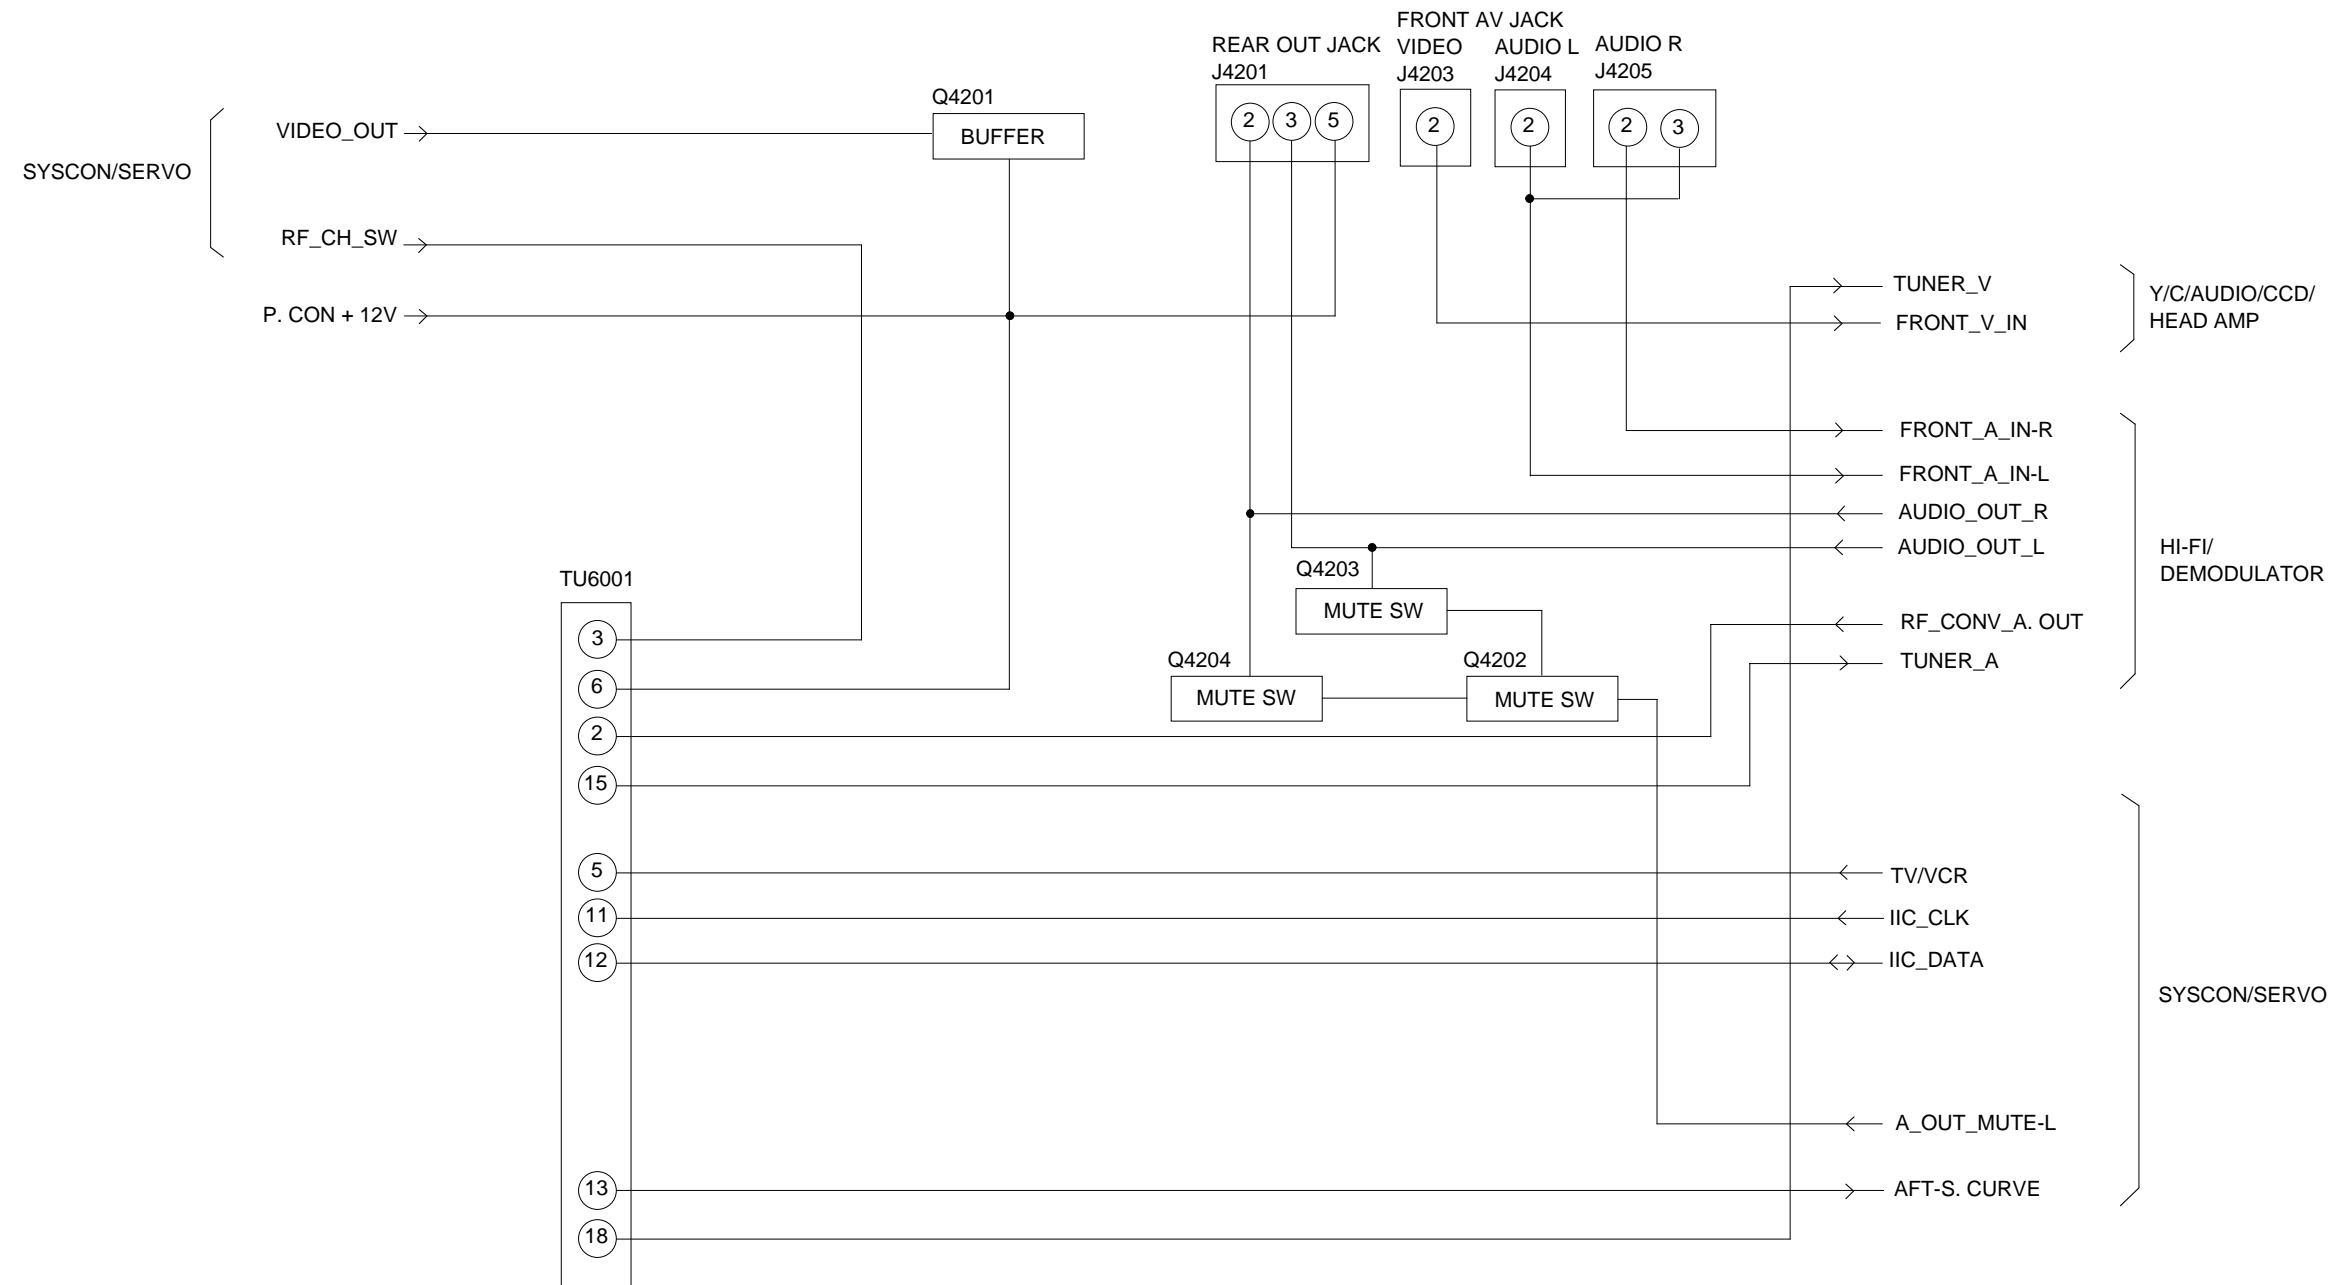 FRONT AV JACK
REAR OUT JACK
VIDEO
AUDIO L
AUDIO R
J4201
J4203
J4204
J4205
Q4201
2
3
5
2
2
2
3
VIDEO_OUT
BUFFER
SYSCON/SERVO
RF_CH_SW
P. CON + 12V
TUNER_V
Y/C/AUDIO/CCD/
HEAD AMP
FRONT_V_IN
FRONT_A_IN-R
FRONT_A_IN-L
AUDIO_OUT_R
AUDIO_OUT_L
HI-FI/
DEMODULATOR
Q4203
TU6001
MUTE SW
RF_CONV_A. OUT
3
Q4204
Q4202
TUNER_A
6
MUTE SW
MUTE SW
2
15
5
TV/VCR
11
IIC_CLK
12
IIC_DATA
SYSCON/SERVO
A_OUT_MUTE-L
13
AFT-S. CURVE
18